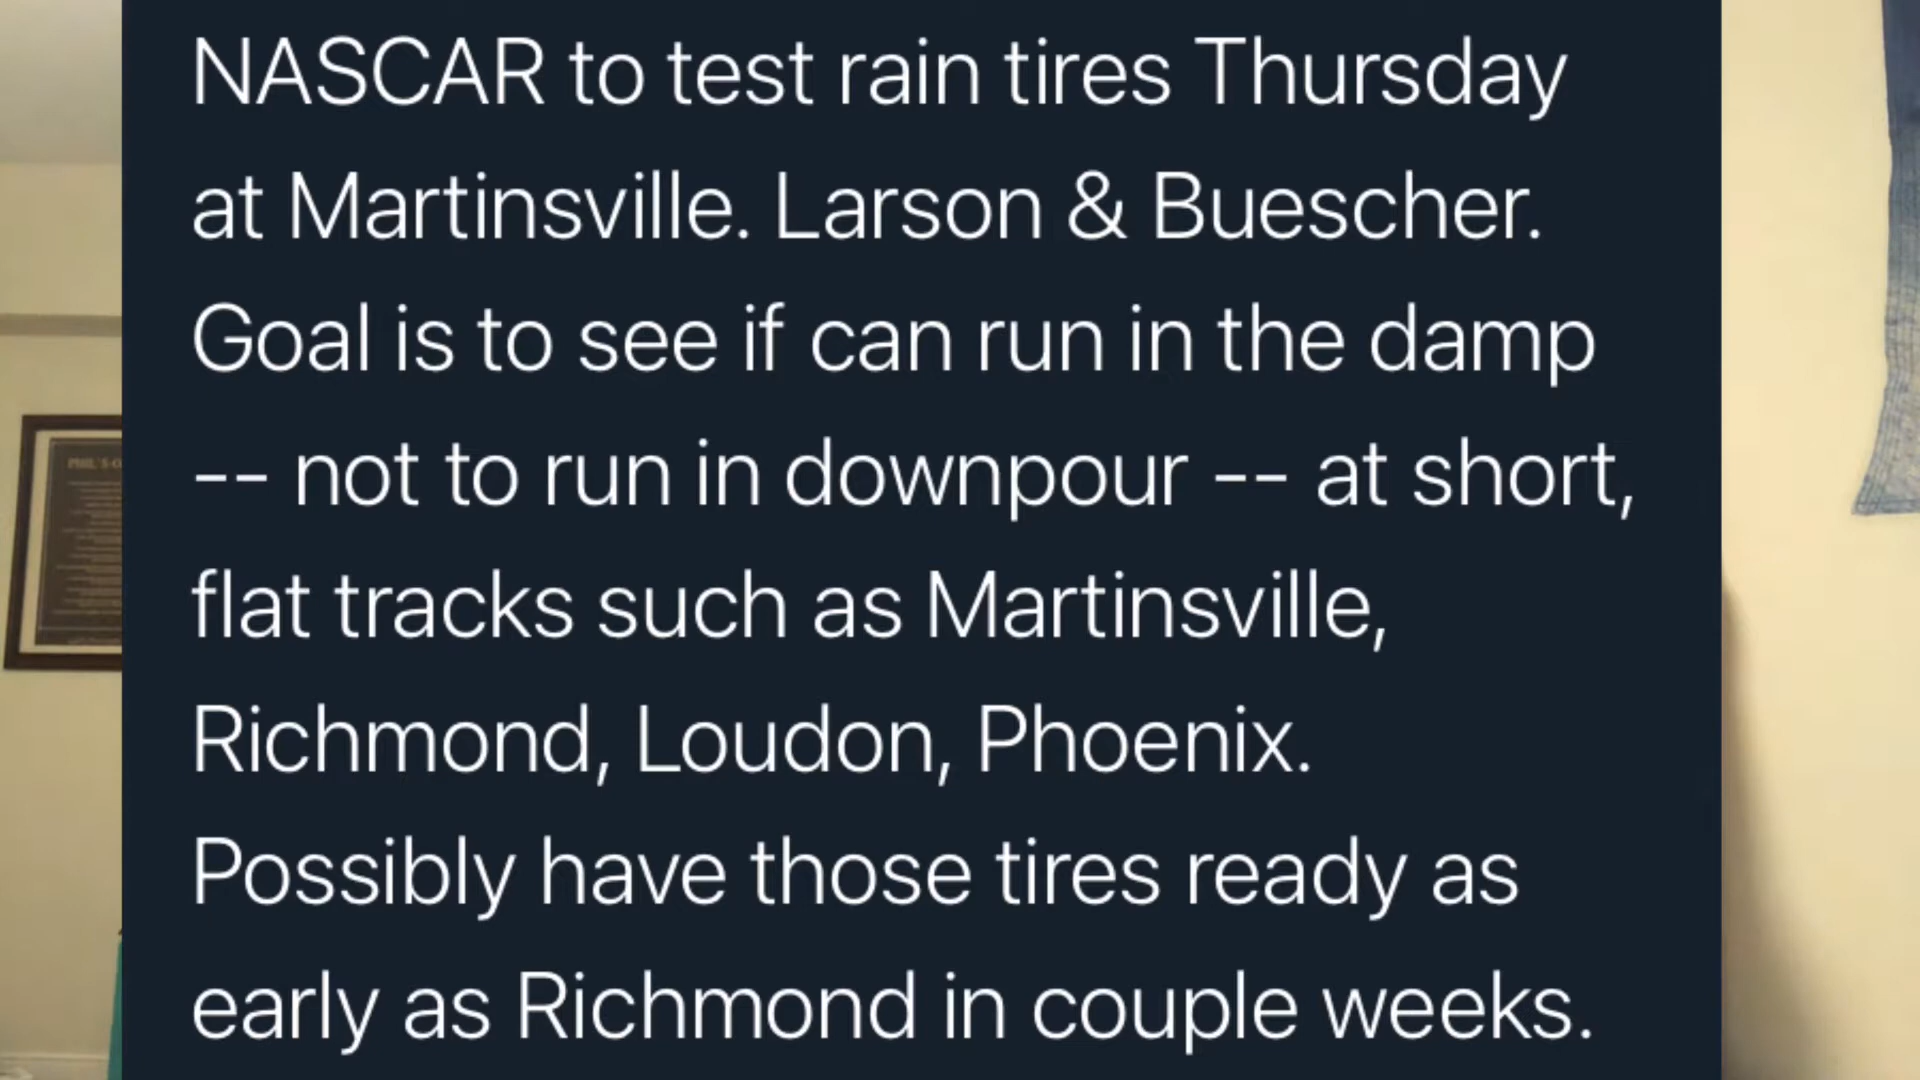 NASCAR to test rain tires Thursday
at Martinsville. Larson & Buescher.
Goal is to see if can run in the damp
-- not to run in downpour -- at short,
flat tracks such as Martinsville,
Richmond, Loudon, Phoenix.
Possibly have those tires ready as
early as Richmond in couple weeks.